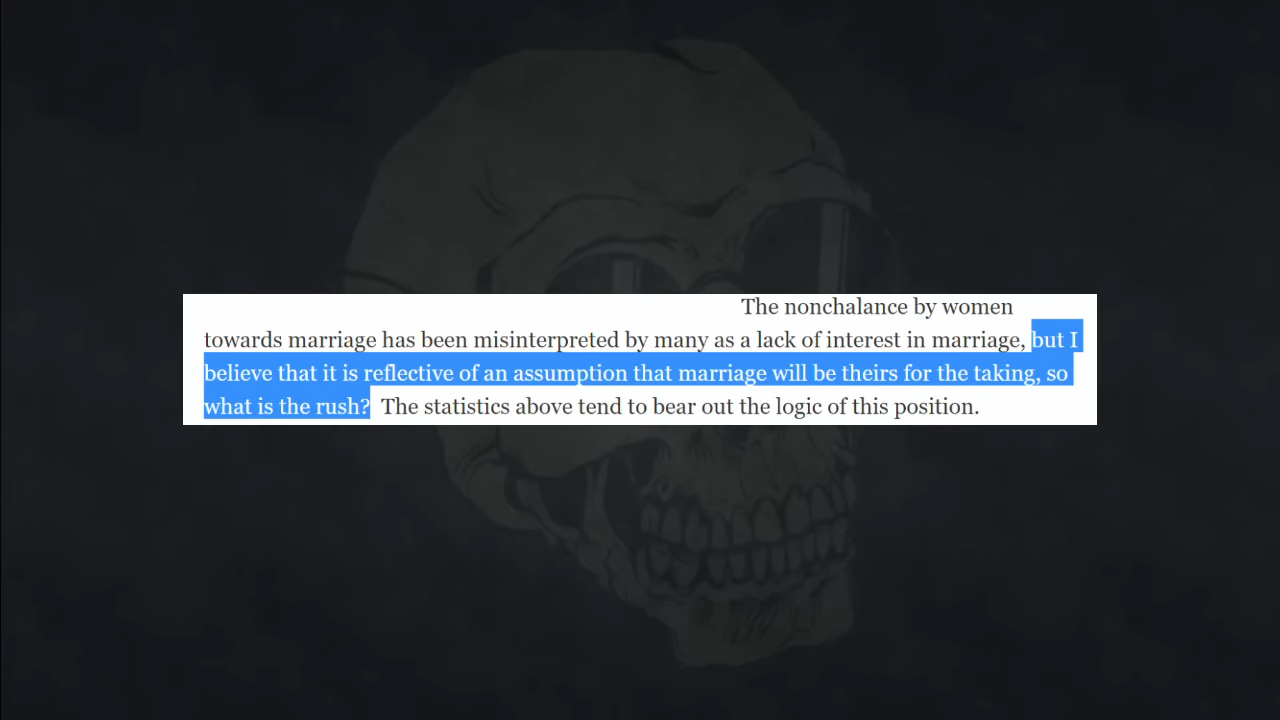 The nonchalance by women
towards marriage has been misinterpreted by many as a lack of interest in marriage, but I
believe that it is reflective of an assumption that marriage will be theirs for the taking, so
what is the rush?  The statistics above tend to bear out the logic of this position.